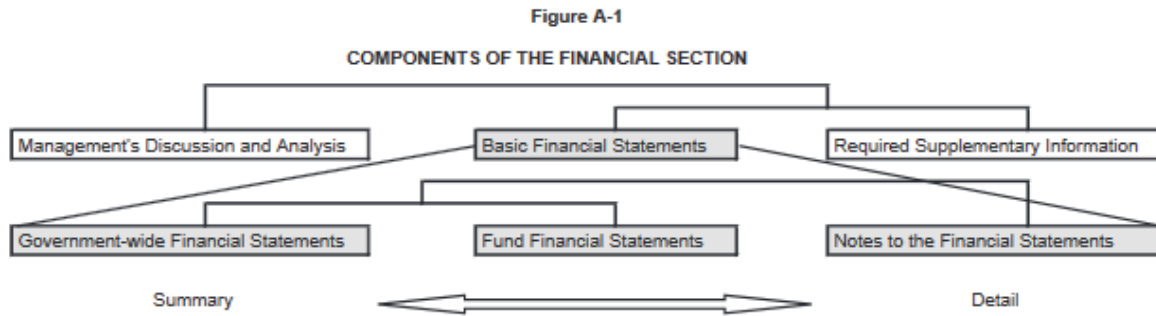 Figure A-1
COMPONENTS OF THE FINANCIAL SECTION
Management's Discussion and Analysis
Basic Financial Statements
Required Supplementary Information
Government-wide Financial Statements
Fund Financial Statements
Notes to the Financial Statements
Summary
Detail